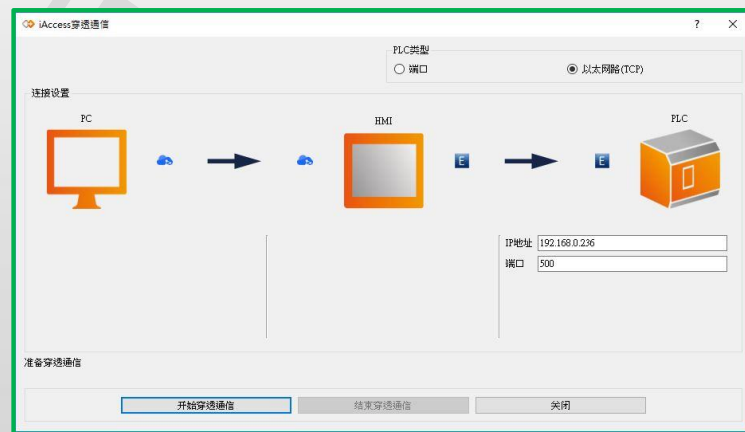 iAccess穿透通信
PLC类型
端口
以太网路(TCP)
连接设置
PC
HMI
PLC
E
E
IP地址 192.168.0.236
端口 500
准备穿透通信
开始穿透通信
结束穿透通信
关闭